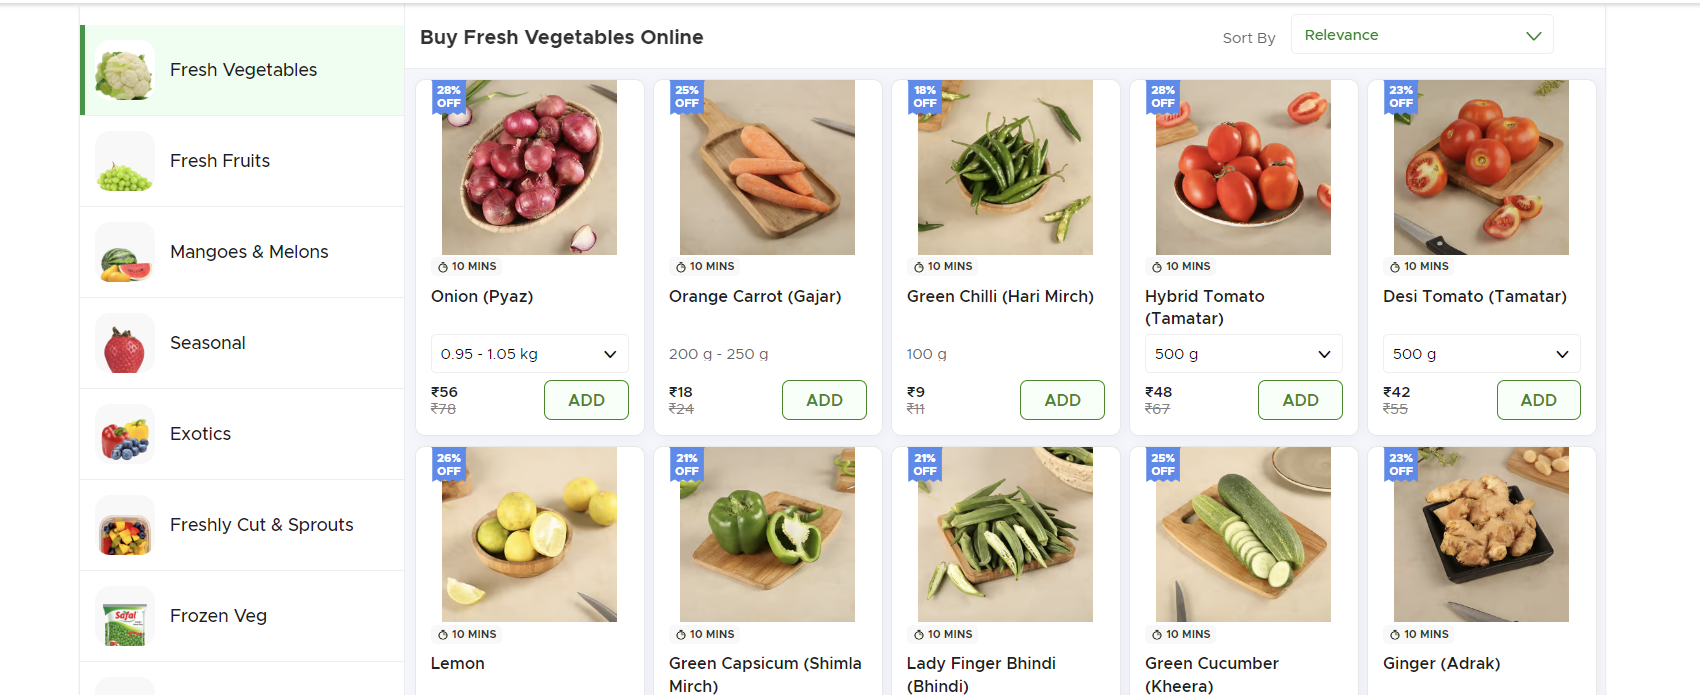 Fresh Vegetables
Fresh Fruits
Mangoes & Melons
Seasonal
Exotics
Freshly Cut & Sprouts
Safal
Frozen Veg
Buy Fresh Vegetables Online
Sort By
Relevance
28%
OFF
10 MINS
Onion (Pyaz)
0.95 - 1.05 kg
₹56
₹78
ADD
25%
OFF
10 MINS
Orange Carrot (Gajar)
200 g - 250 g
₹18
₹24
ADD
18%
OFF
10 MINS
Green Chilli (Hari Mirch)
100 g
₹9
₹11
ADD
28%
OFF
10 MINS
Hybrid Tomato
(Tamatar)
500 g
₹48
₹67
ADD
23%
OFF
10 MINS
Desi Tomato (Tamatar)
500 g
₹42
₹55
ADD
26%
OFF
10 MINS
Lemon
21%
OFF
10 MINS
Green Capsicum (Shimla
Mirch)
21%
OFF
10 MINS
Lady Finger Bhindi
(Bhindi)
25%
OFF
10 MINS
Green Cucumber
(Kheera)
23%
OFF
10 MINS
Ginger (Adrak)